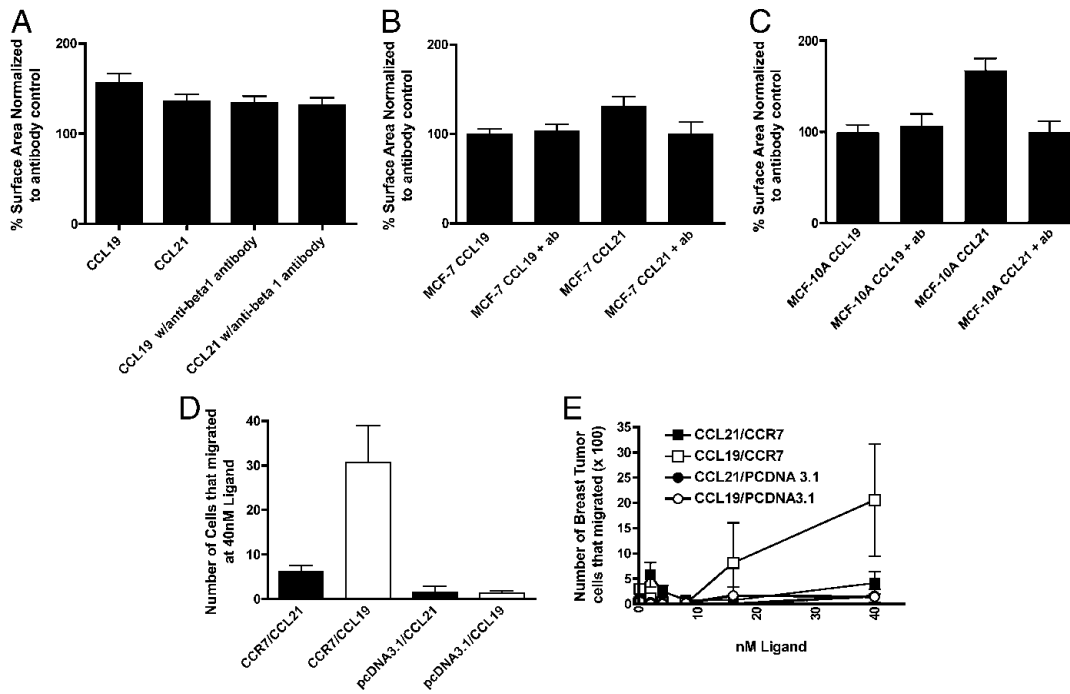 A
% Surface Area Normalized
to antibody control
200
100
0
CCL19
CCL21
CCL19 w/anti-beta1 antibody
CCL21 w/anti-beta 1 antibody
B
% Surface Area Normalized
to antibody control
200
100
0
MCF-7 CCL19
MCF-7 CCL19 + ab
MCF-7 CCL21
MCF-7 CCL21 + ab
C
% Surface Area Normalized
to antibody control
200
100
0
MCF-10A CCL19
MCF-10A CCL19 + ab
MCF-10A CCL21
MCF-10A CCL21 + ab
D
Number of Cells that migrated
at 40nM Ligand
40
30
20
10
0
CCR7/CCL21
CCR7/CCL19
pcDNA3.1/CCL21
pcDNA3.1/CCL19
E
Number of Breast Tumor
cells that migrated (x 100)
35
30
25
20
15
10
5
0
CCL21/CCR7
CCL19/CCR7
CCL21/PCDNA 3.1
CCL19/PCDNA3.1
0
10
20
30
40
nM Ligand